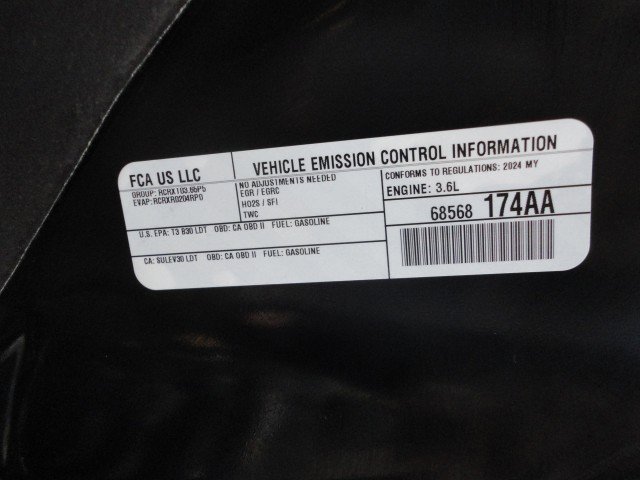 FCA US LLC
VEHICLE EMISSION CONTROL INFORMATION
GROUP: RCRXT03.65P5
EVAP: RCRXR0204RP0
NO ADJUSTMENTS NEEDED
EGR / EGRC
HO2S / SFI
TWC
CONFORMS TO REGULATIONS: 2024 MY
ENGINE: 3.6L
68568 174AA
U.S. EPA: T3 B30 LDT OBD: CA OBD II FUEL: GASOLINE
CA: SULEV30 LDT OBD: CA OBD II FUEL: GASOLINE